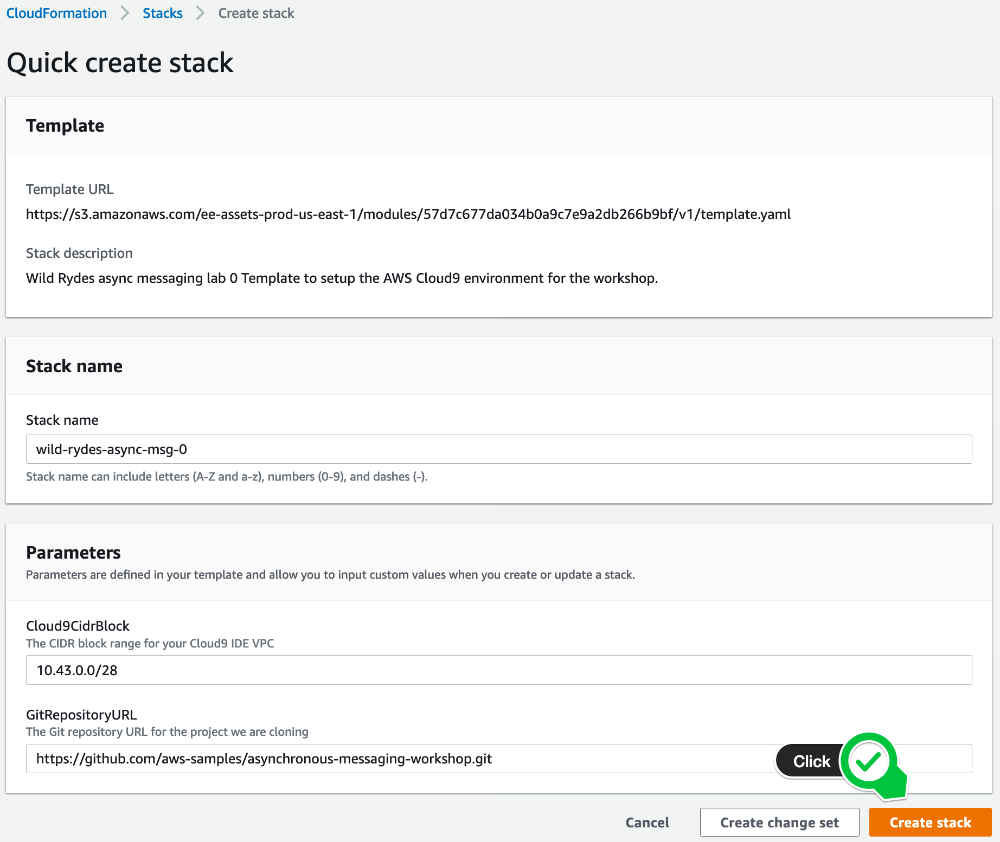 CloudFormation > Stacks > Create stack
Quick create stack
Template
Template URL
https://s3.amazonaws.com/ee-assets-prod-us-east-1/modules/57d7c677da034b0a9c7e9a2db266b9bf/v1/template.yaml
Stack description
Wild Rydes async messaging lab 0 Template to setup the AWS Cloud9 environment for the workshop.
Stack name
Stack name
wild-rydes-async-msg-0
Stack name can include letters (A-Z and a-z), numbers (0-9), and dashes (-).
Parameters
Parameters are defined in your template and allow you to input custom values when you create or update a stack.
Cloud9CidrBlock
The CIDR block range for your Cloud9 IDE VPC
10.43.0.0/28
GitRepositoryURL
The Git repository URL for the project we are cloning
https://github.com/aws-samples/asynchronous-messaging-workshop.git
Click
Cancel Create change set Create stack